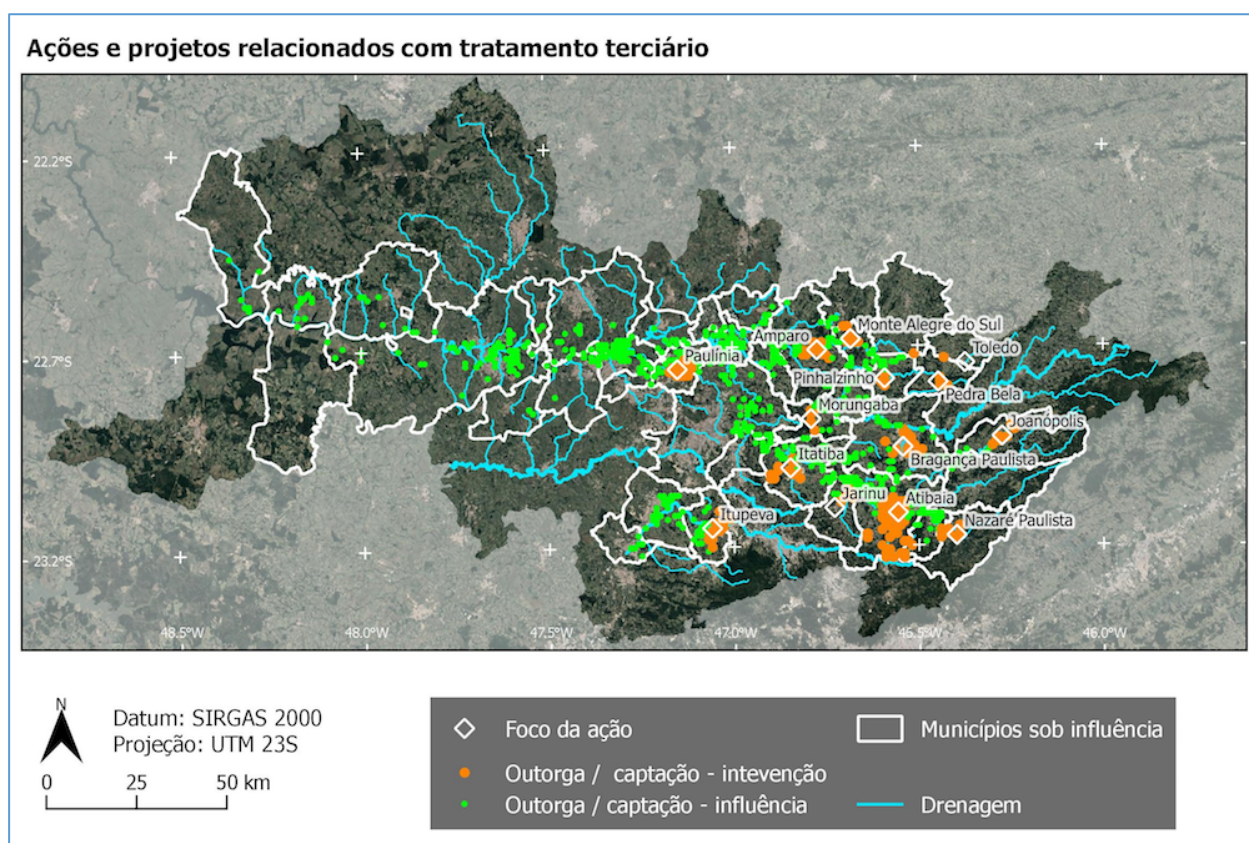 Ações e projetos relacionados com tratamento terciário
22.2°S
22.7°S
23.2°S
48.5°W
48.0°W
47.5°W
47.0°W
46.5°W
46.0°W
Monte Alegre do Sul
Amparo
Toledo
Paulínia
Pinhalzinho
Pedra Bela
Morungaba
Joanópolis
Itatiba
Bragança Paulista
Jarinu
Atibaia
Itupeva
Nazaré Paulista
N
Datum: SIRGAS 2000
Projeção: UTM 23S
0 25 50 km
Foco da ação
Municípios sob influência
Outorga / captação - intevenção
Outorga / captação - influência
Drenagem